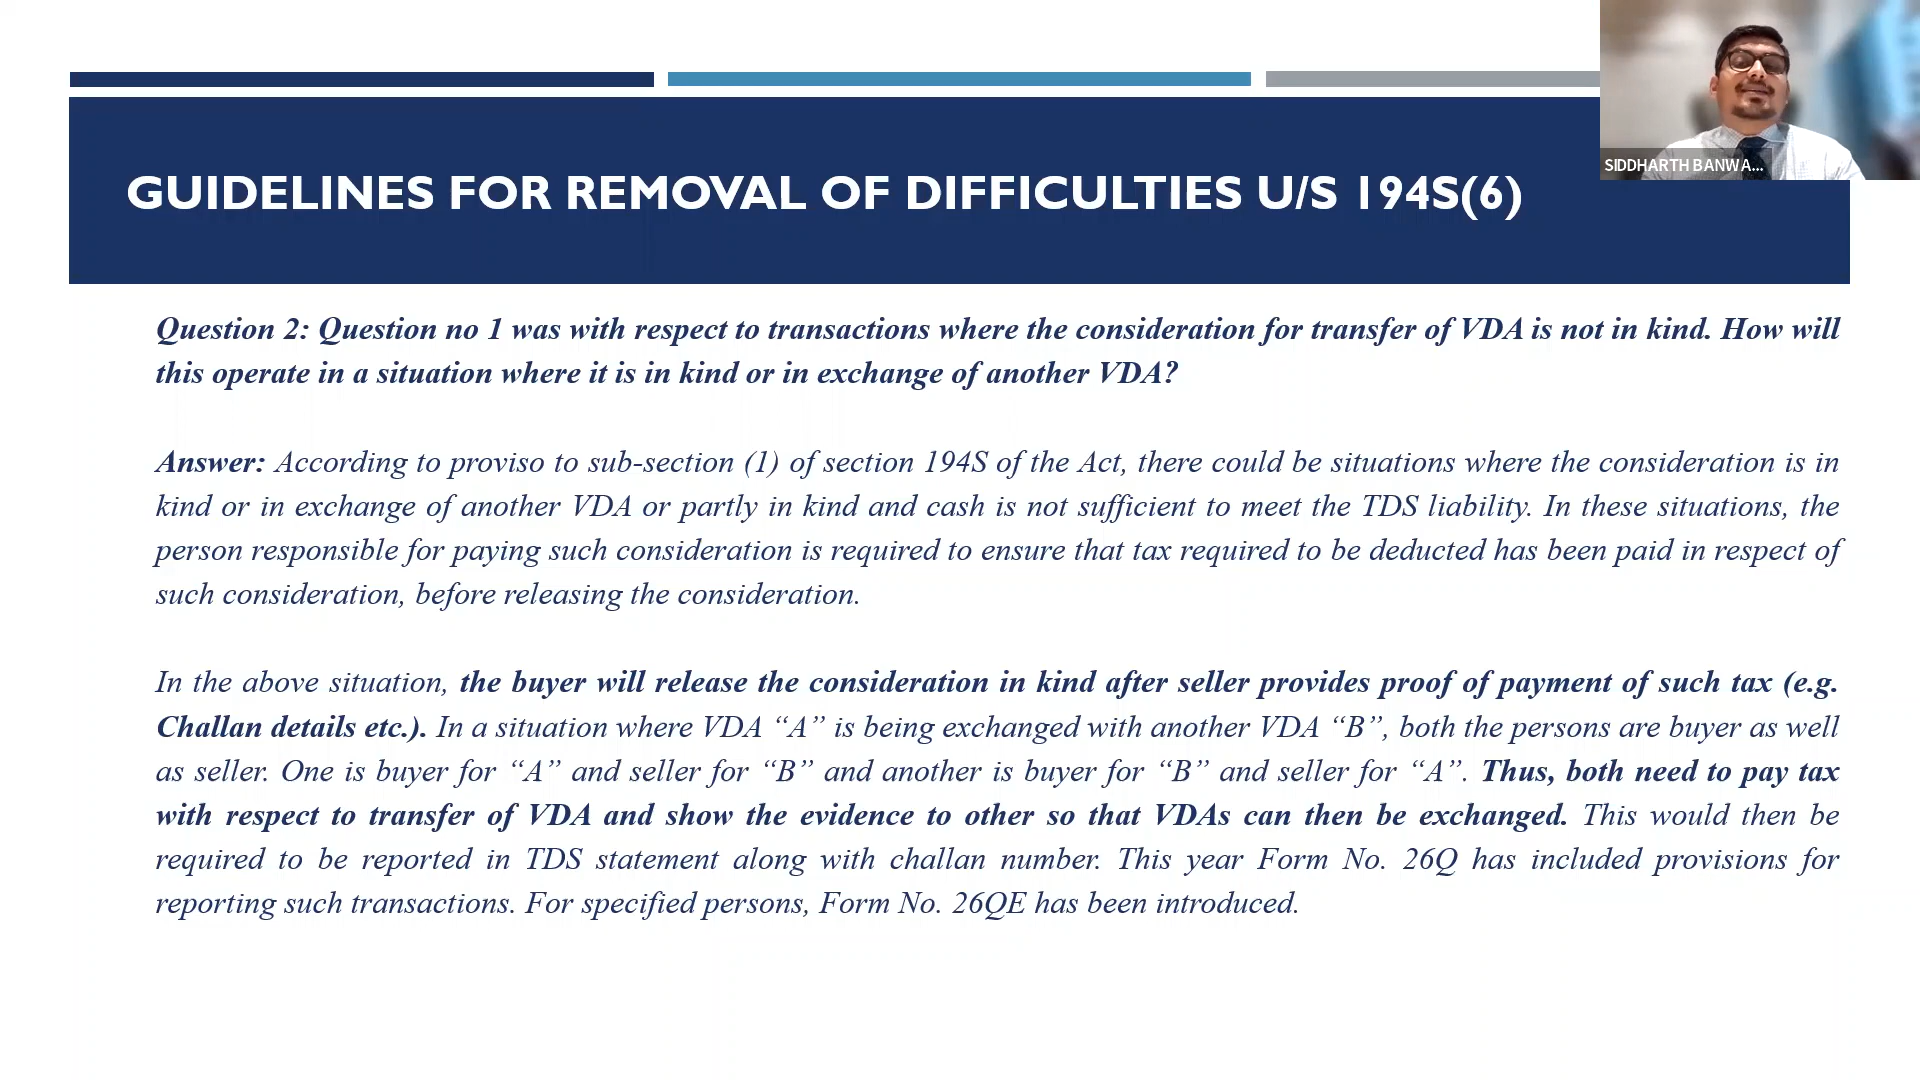 SIDDHARTH BANWA...
GUIDELINES FOR REMOVAL OF DIFFICULTIES U/S 194S(6)
Question 2: Question no 1 was with respect to transactions where the consideration for transfer of VDA is not in kind. How will
this operate in a situation where it is in kind or in exchange of another VDA?
Answer: According to proviso to sub-section (1) of section 194S of the Act, there could be situations where the consideration is in
kind or in exchange of another VDA or partly in kind and cash is not sufficient to meet the TDS liability. In these situations, the
person responsible for paying such consideration is required to ensure that tax required to be deducted has been paid in respect of
such consideration, before releasing the consideration.
In the above situation, the buyer will release the consideration in kind after seller provides proof of payment of such tax (e.g.
Challan details etc.). In a situation where VDA “A” is being exchanged with another VDA “B”, both the persons are buyer as well
as seller. One is buyer for “A” and seller for “B” and another is buyer for “B” and seller for “A”. Thus, both need to pay tax
with respect to transfer of VDA and show the evidence to other so that VDAs can then be exchanged. This would then be
required to be reported in TDS statement along with challan number. This year Form No. 26Q has included provisions for
reporting such transactions. For specified persons, Form No. 26QE has been introduced.